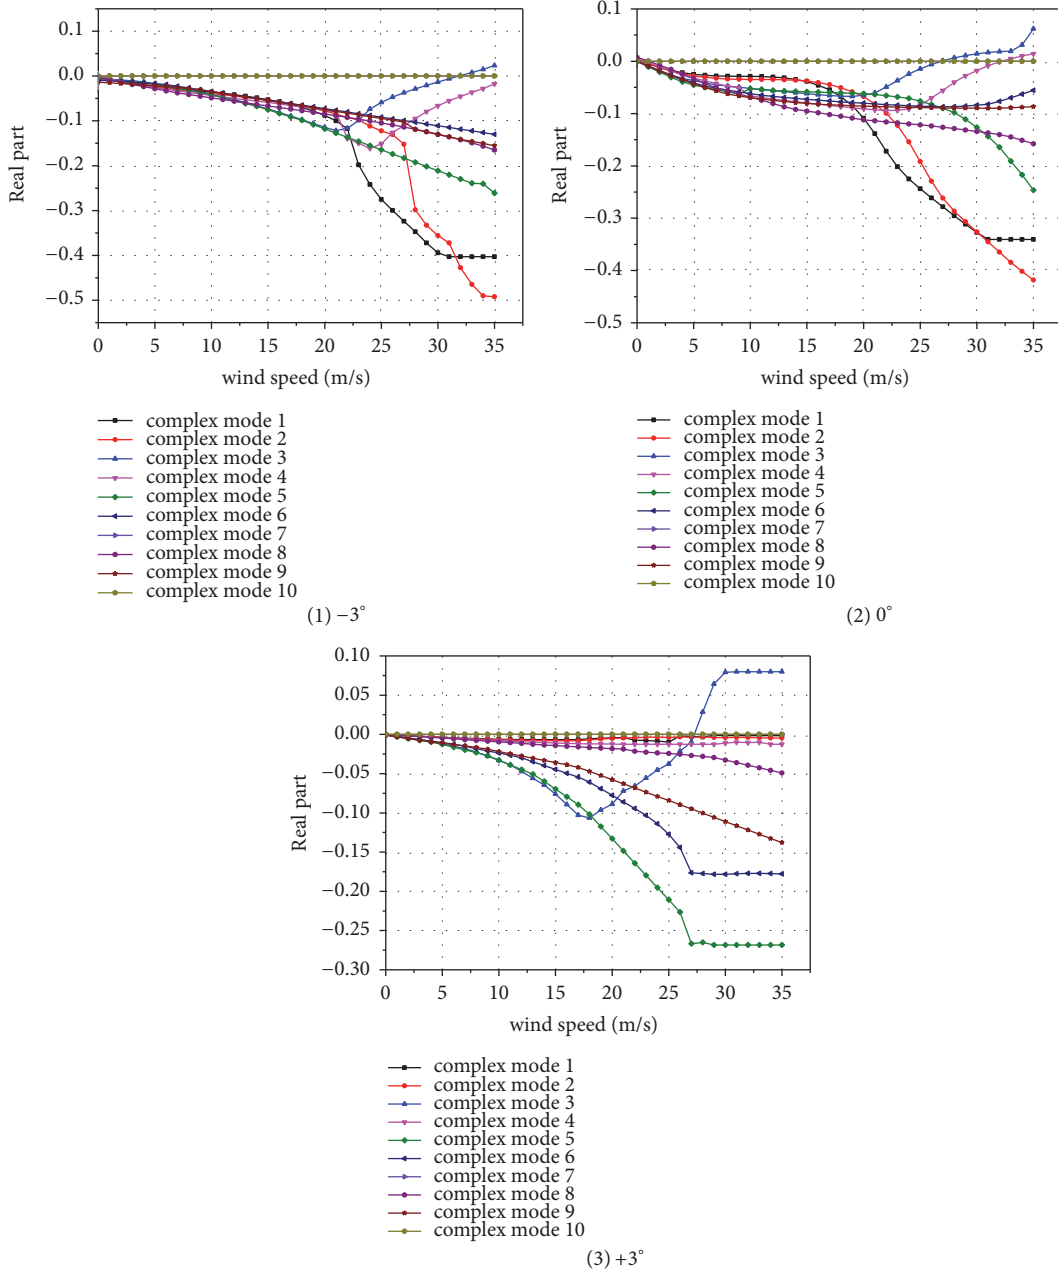 0.1
0.0
−0.1
−0.2
−0.3
−0.4
−0.5
Real part
0 5 10 15 20 25 30 35
wind speed (m/s)
complex mode 1
complex mode 2
complex mode 3
complex mode 4
complex mode 5
complex mode 6
complex mode 7
complex mode 8
complex mode 9
complex mode 10
(1) −3°
0.1
0.0
−0.1
−0.2
−0.3
−0.4
−0.5
Real part
0 5 10 15 20 25 30 35
wind speed (m/s)
complex mode 1
complex mode 2
complex mode 3
complex mode 4
complex mode 5
complex mode 6
complex mode 7
complex mode 8
complex mode 9
complex mode 10
(2) 0°
0.10
0.05
0.00
−0.05
−0.10
−0.15
−0.20
−0.25
−0.30
Real part
0 5 10 15 20 25 30 35
wind speed (m/s)
complex mode 1
complex mode 2
complex mode 3
complex mode 4
complex mode 5
complex mode 6
complex mode 7
complex mode 8
complex mode 9
complex mode 10
(3) +3°